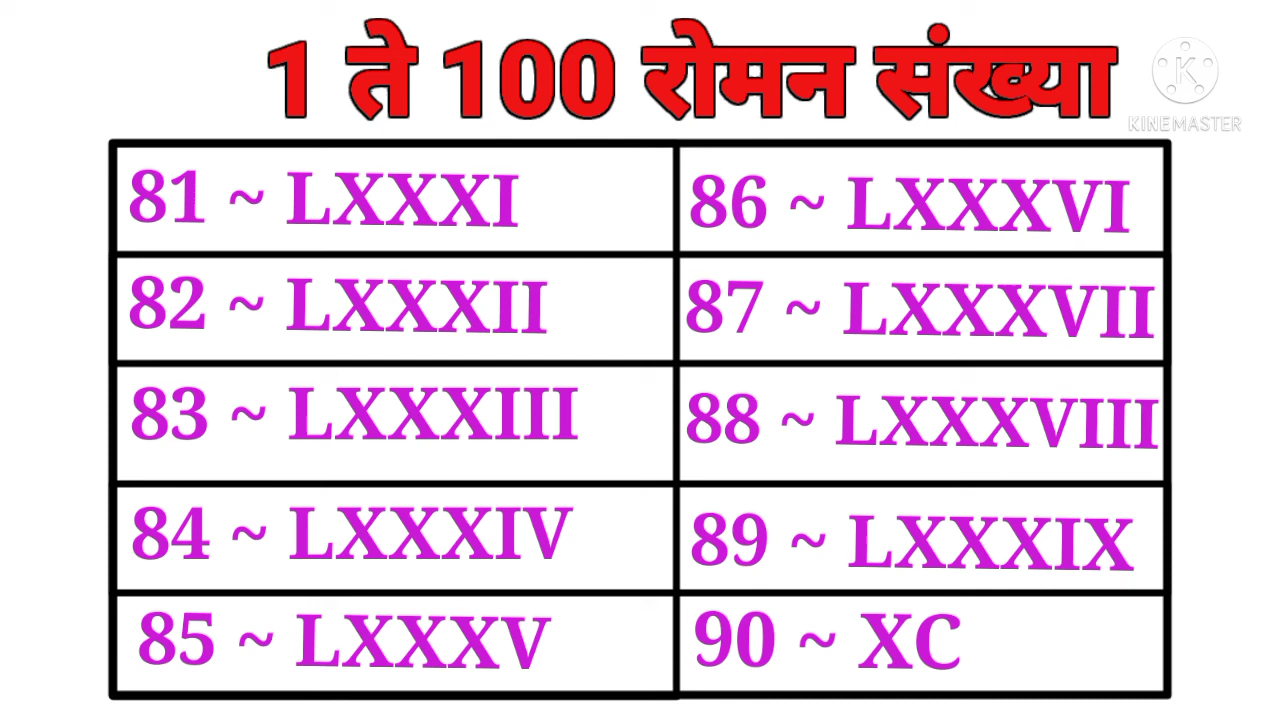 1 ते 100 रोमन संख्या
K
KINEMASTER
81 ~ LXXXI
86 ~ LXXXVI
82 ~ LXXXII
87 ~ LXXXVII
83 ~ LXXXIII
88 ~ LXXXVIII
84 ~ LXXXIV
89 ~ LXXXIX
85 ~ LXXXV
90 ~ XC